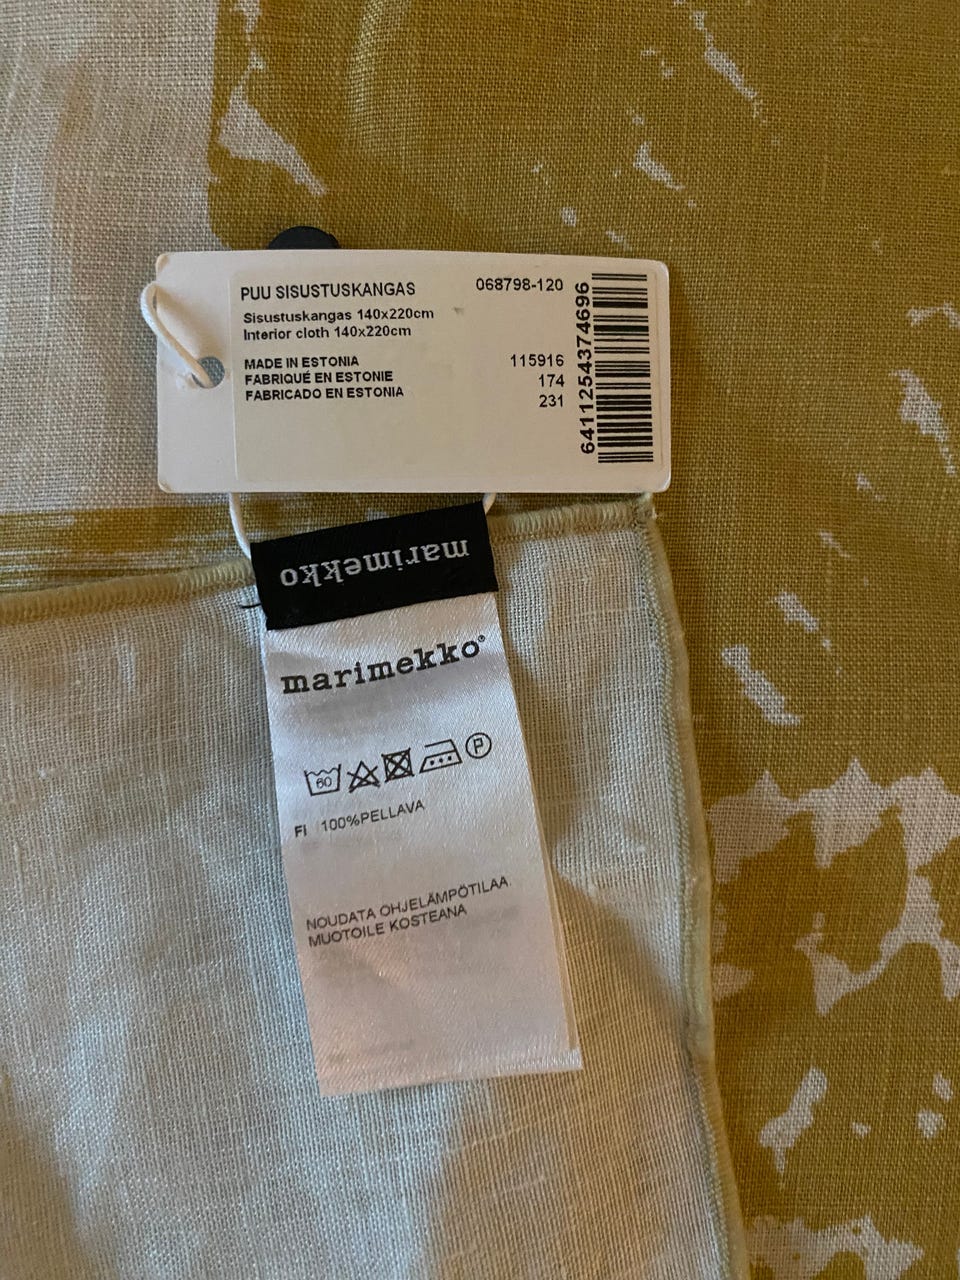 PUU SISUSTUSKANGAS
068798-120
Sisustuskangas 140x220cm
Interior cloth 140x220cm
MADE IN ESTONIA
FABRIQUÉ EN ESTONIE
FABRICADO EN ESTONIA
115916
174
231
6411254374696
marimekko
marimekko®
60
P
FI 100%PELLAVA
NOUDATA OHJELÄMPÖTILAA.
MUOTOILE KOSTEANA